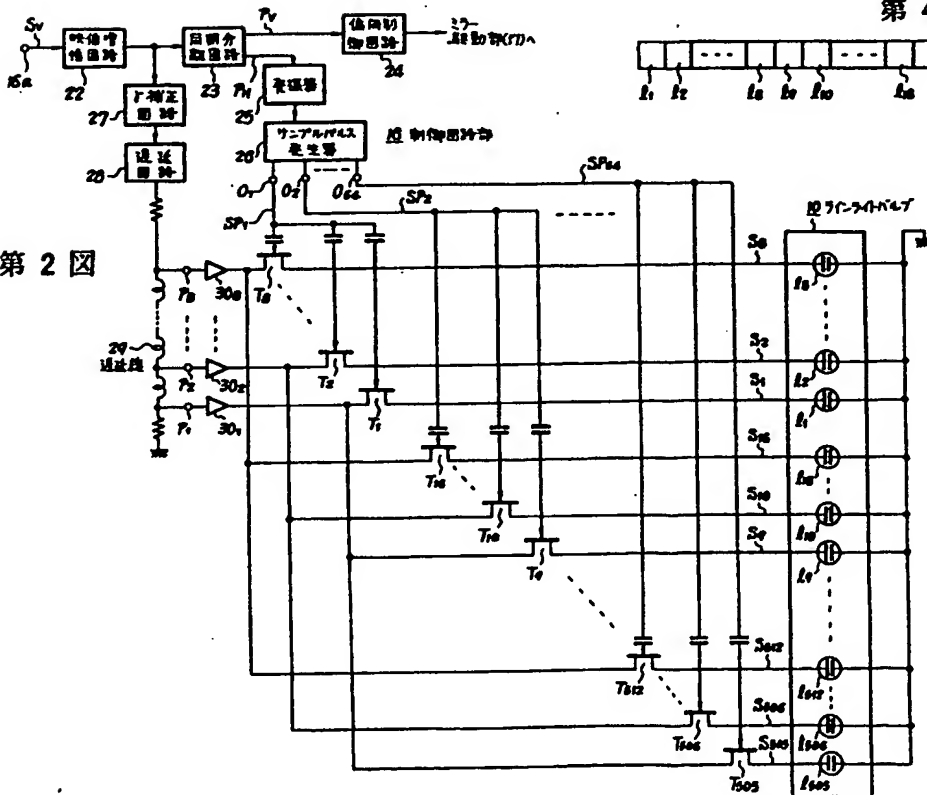 第 4
Sv
15a
映像増
幅回路
22
同期分
離回路
23
Pv
偏向制
御回路
24
ミラー
駆動部(17)へ
PH
発振器
25
γ補正
回路
27
遅延
回路
28
サンプルパルス
発生器
26
16 制御回路部
O1
O2
O64
SP1
SP2
SP64
l1
l2
l8
l9
l10
l16
第 2 図
10 ラインライトバルブ
29
遅延線
P8
P2
P1
308
302
301
T8
T2
T1
T16
T10
T9
T512
T506
T505
S8
S2
S1
S16
S10
S9
S512
S506
S505
l8
l2
l1
l16
l10
l9
l512
l506
l505